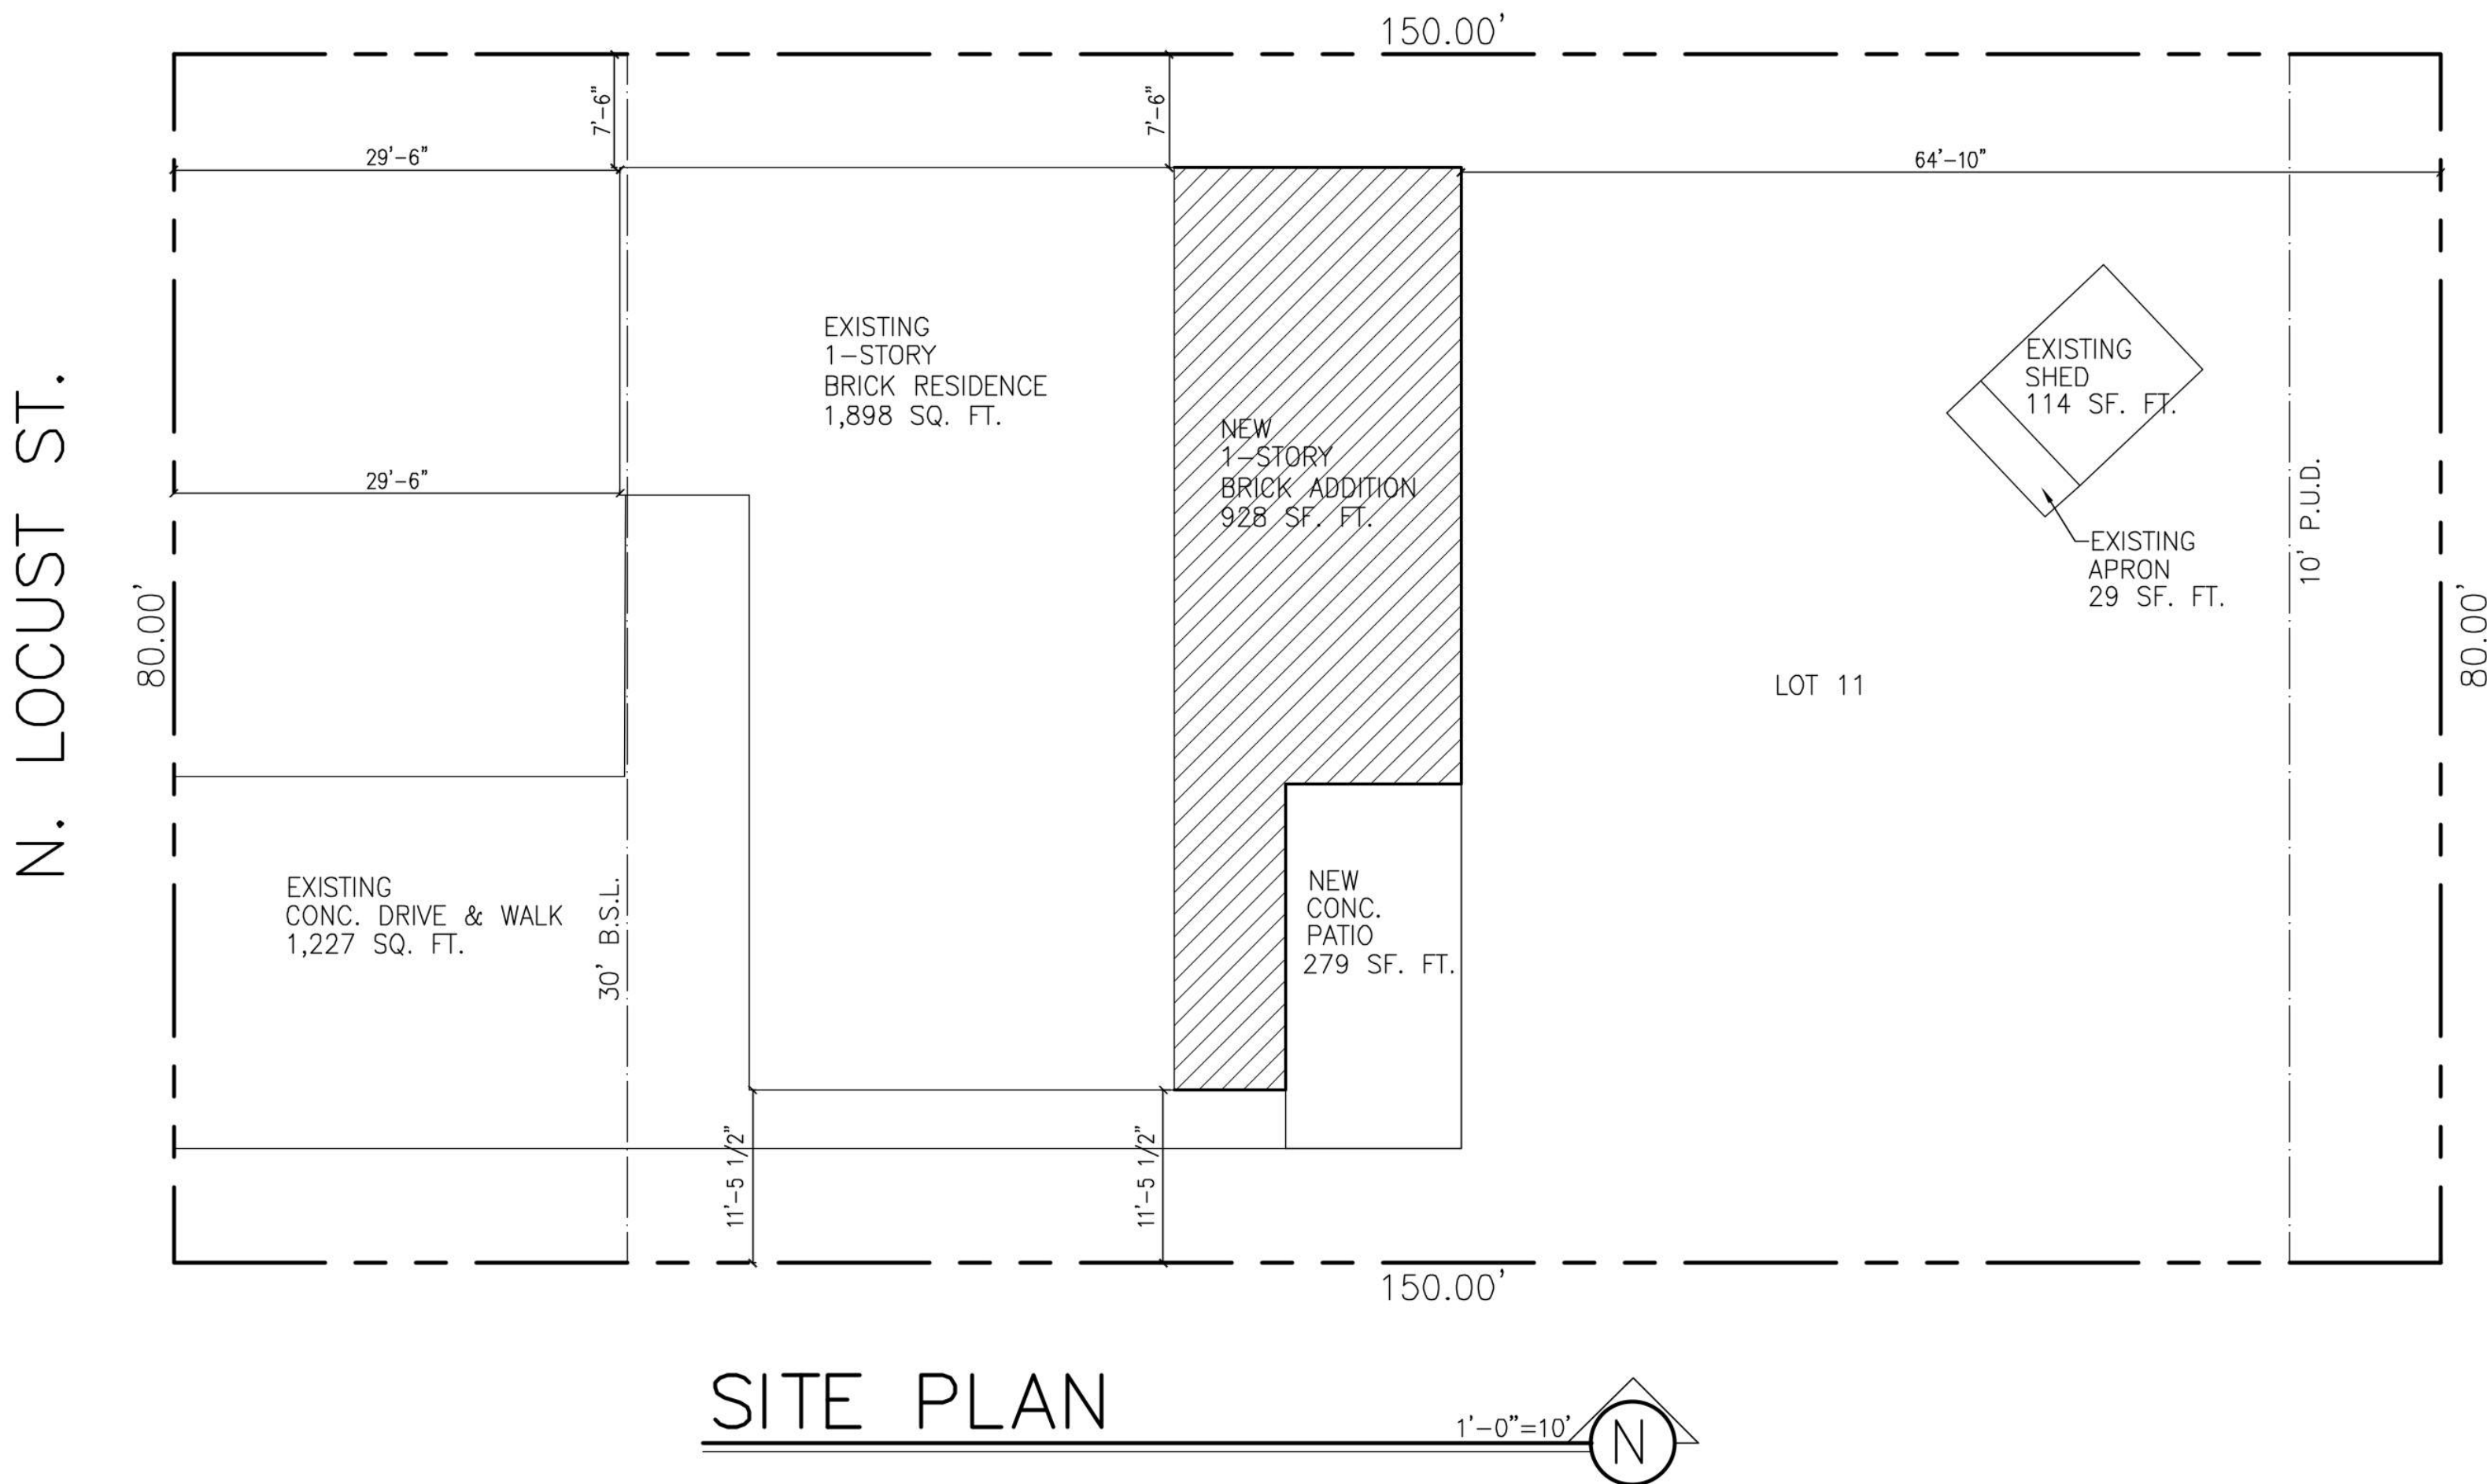 150.00'
7'-6"
7'-6"
29'-6"
64'-10"
EXISTING
1-STORY
BRICK RESIDENCE
1,898 SQ. FT.
EXISTING
SHED
114 SF. FT.
NEW
1-STORY
BRICK ADDITION
928 SF. FT.
29'-6"
N. LOCUST ST.
80.00'
10' P.U.D.
EXISTING
APRON
29 SF. FT.
80.00'
LOT 11
EXISTING
CONC. DRIVE & WALK
1,227 SQ. FT.
30' B.S.L.
NEW
CONC.
PATIO
279 SF. FT.
11'-5 1/2"
11'-5 1/2"
150.00'
SITE PLAN
1'-0"=10'
N